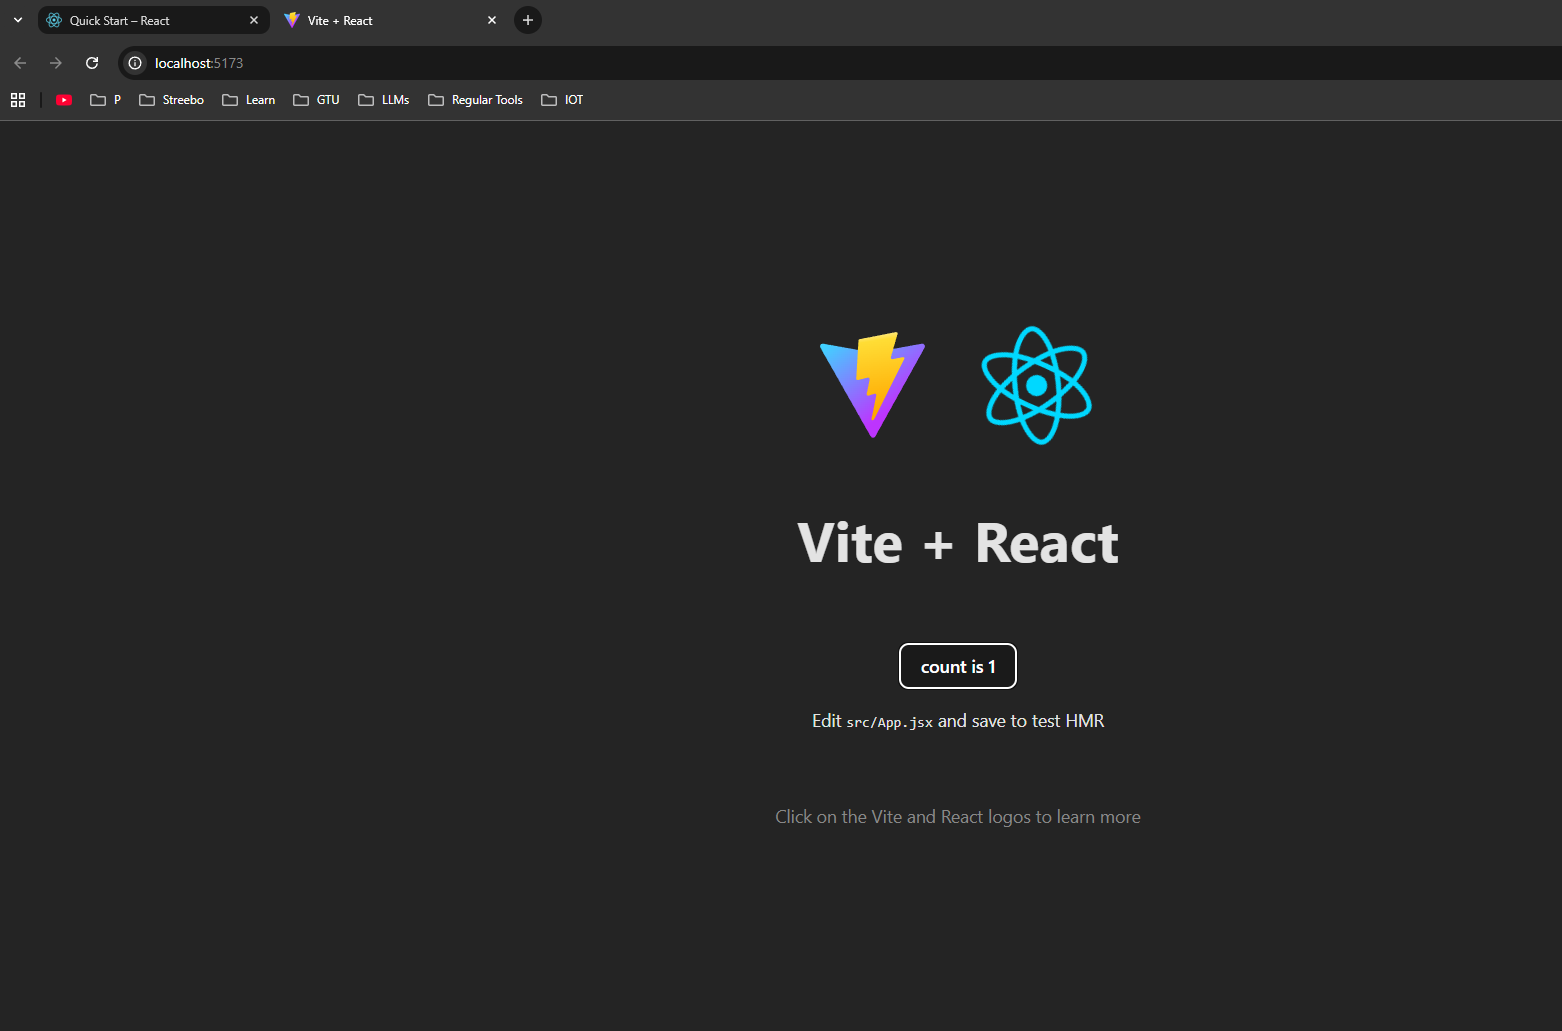 Quick Start – React
Vite + React
localhost:5173
P Streebo Learn GTU LLMs Regular Tools IOT
Vite + React
count is 1
Edit src/App.jsx and save to test HMR
Click on the Vite and React logos to learn more